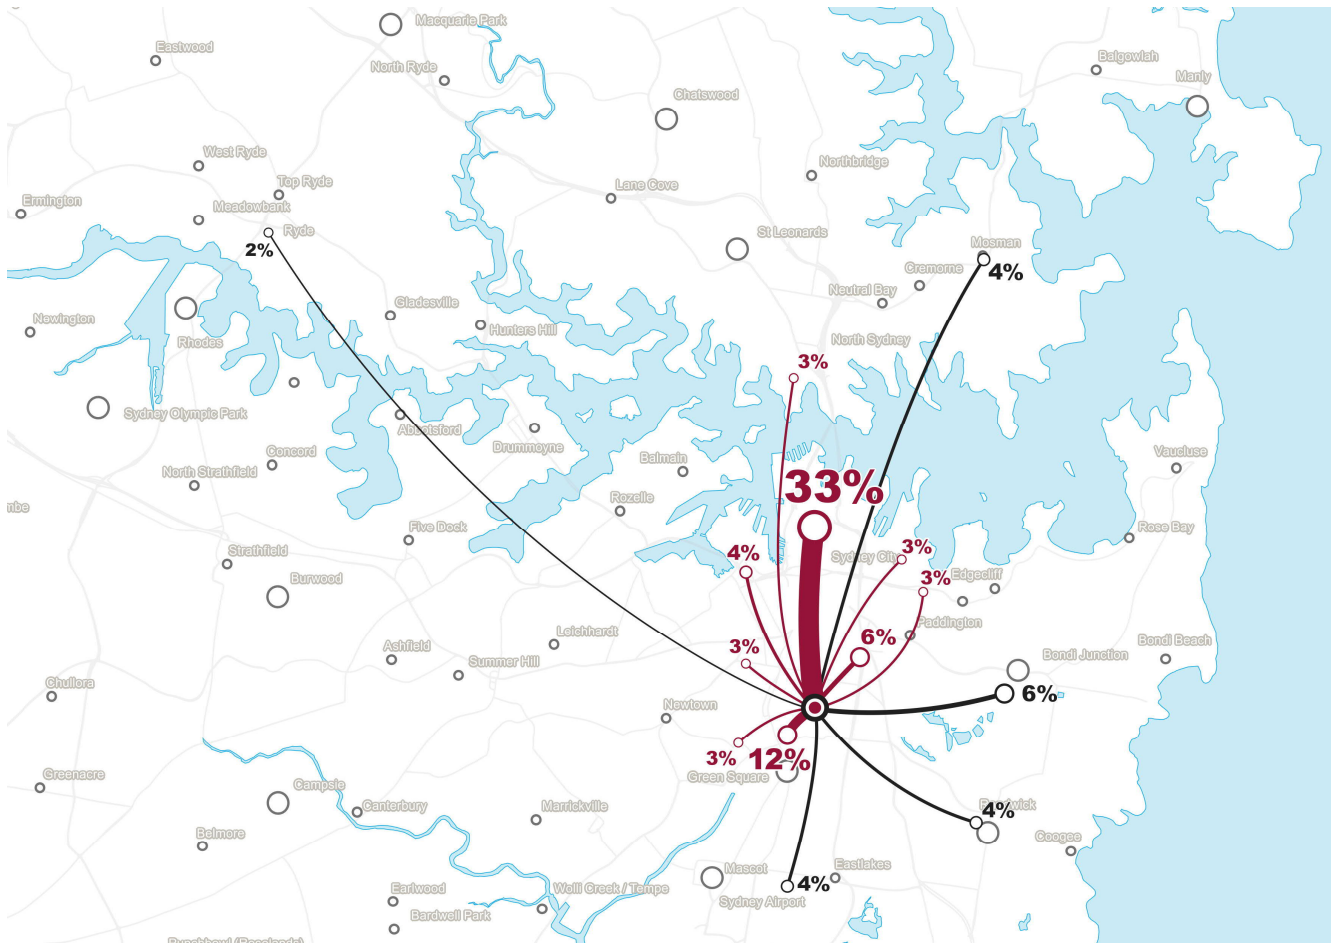 Macquarie Park
Eastwood
North Ryde
Balgowlah
Manly
Chatswood
West Ryde
Northbridge
Top Ryde
Lane Cove
Ermington
Meadowbank
Ryde
2%
St Leonards
Mosman
4%
Cremorne
Neutral Bay
Gladesville
Newington
Hunters Hill
Rhodes
North Sydney
3%
Sydney Olympic Park
Abbotsford
Drummoyne
Concord
Vaucluse
Balmain
North Strathfield
33%
Rozelle
Five Dock
Rose Bay
Strathfield
4%
Sydney City
3%
Edgecliff
3%
Burwood
Paddington
Leichhardt
6%
Bondi Beach
Ashfield
3%
Bondi Junction
Summer Hill
Chullora
6%
Newtown
3%
12%
Greenacre
Green Square
Campsie
Canterbury
Marrickville
4%
Belmore
Coogee
Mascot
Eastlakes
Earlwood
Wolli Creek / Tempe
4%
Sydney Airport
Bardwell Park